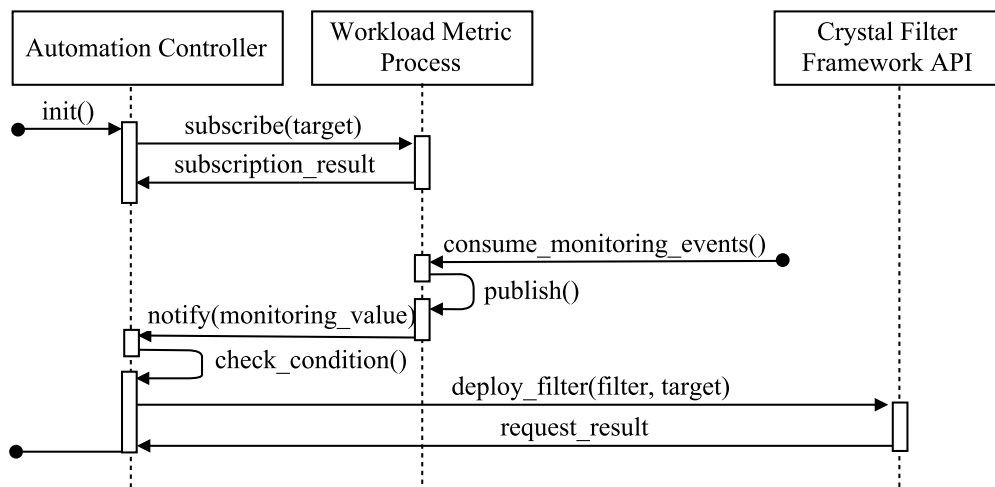 Automation Controller
Workload Metric
Process
Crystal Filter
Framework API
init()
subscribe(target)
subscription_result
consume_monitoring_events()
publish()
notify(monitoring_value)
check_condition()
deploy_filter(filter, target)
request_result